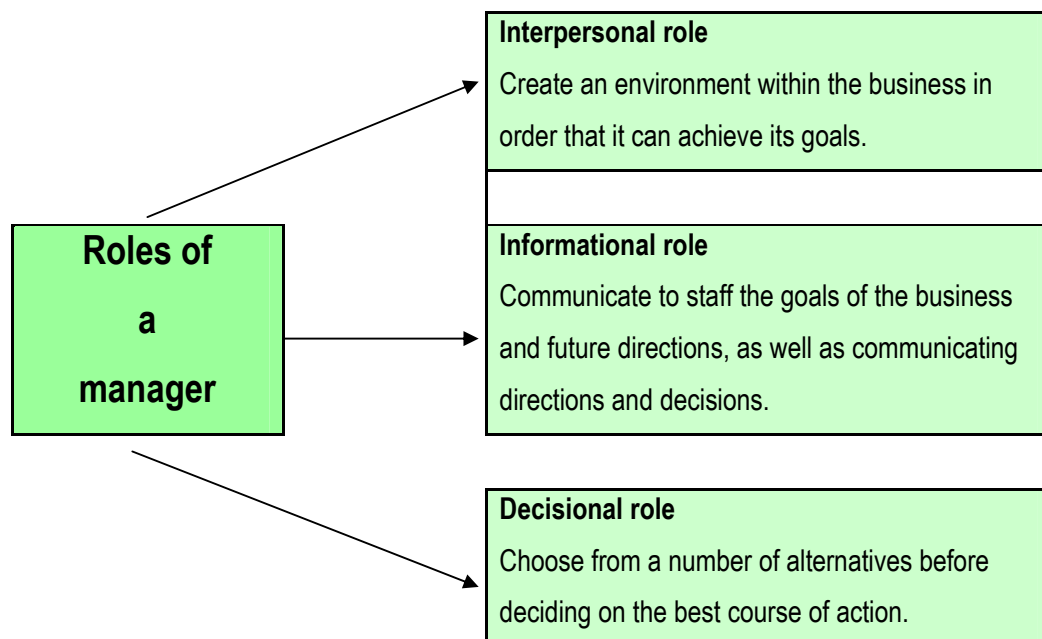 Roles of
a
manager
Interpersonal role
Create an environment within the business in
order that it can achieve its goals.
Informational role
Communicate to staff the goals of the business
and future directions, as well as communicating
directions and decisions.
Decisional role
Choose from a number of alternatives before
deciding on the best course of action.